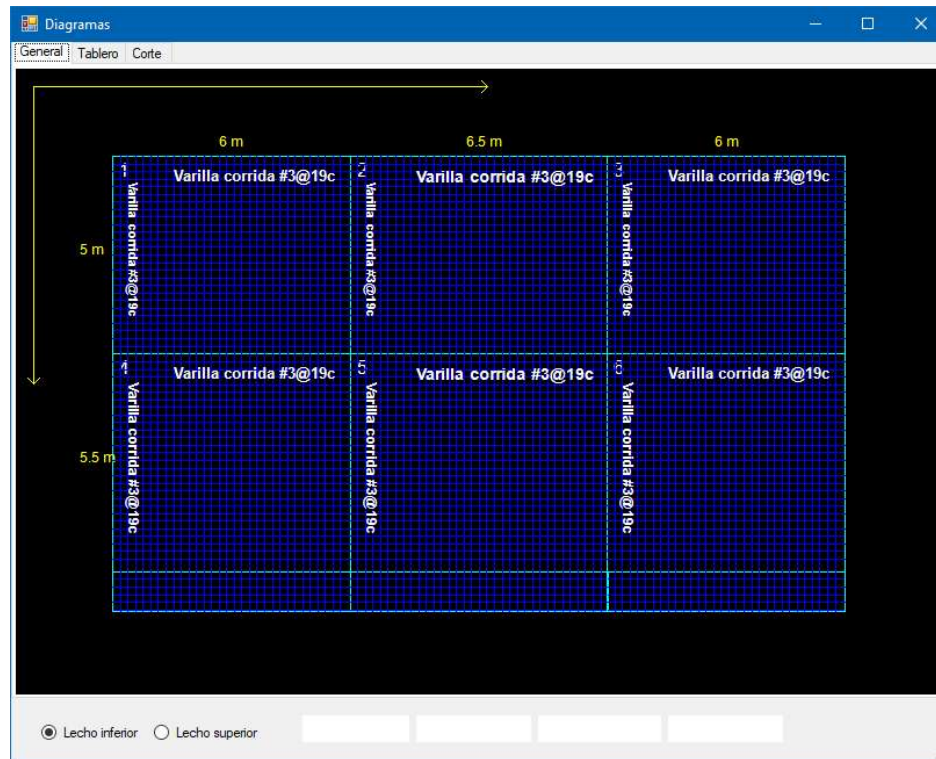 Diagramas
General Tablero Corte
6 m 6.5 m 6 m
1 Varilla corrida #3@19c 2 Varilla corrida #3@19c 3 Varilla corrida #3@19c
Varilla corrida #3@19c Varilla corrida #3@19c Varilla corrida #3@19c
5 m
4 Varilla corrida #3@19c 5 Varilla corrida #3@19c 6 Varilla corrida #3@19c
Varilla corrida #3@19c Varilla corrida #3@19c Varilla corrida #3@19c
5.5 m
Lecho inferior Lecho superior